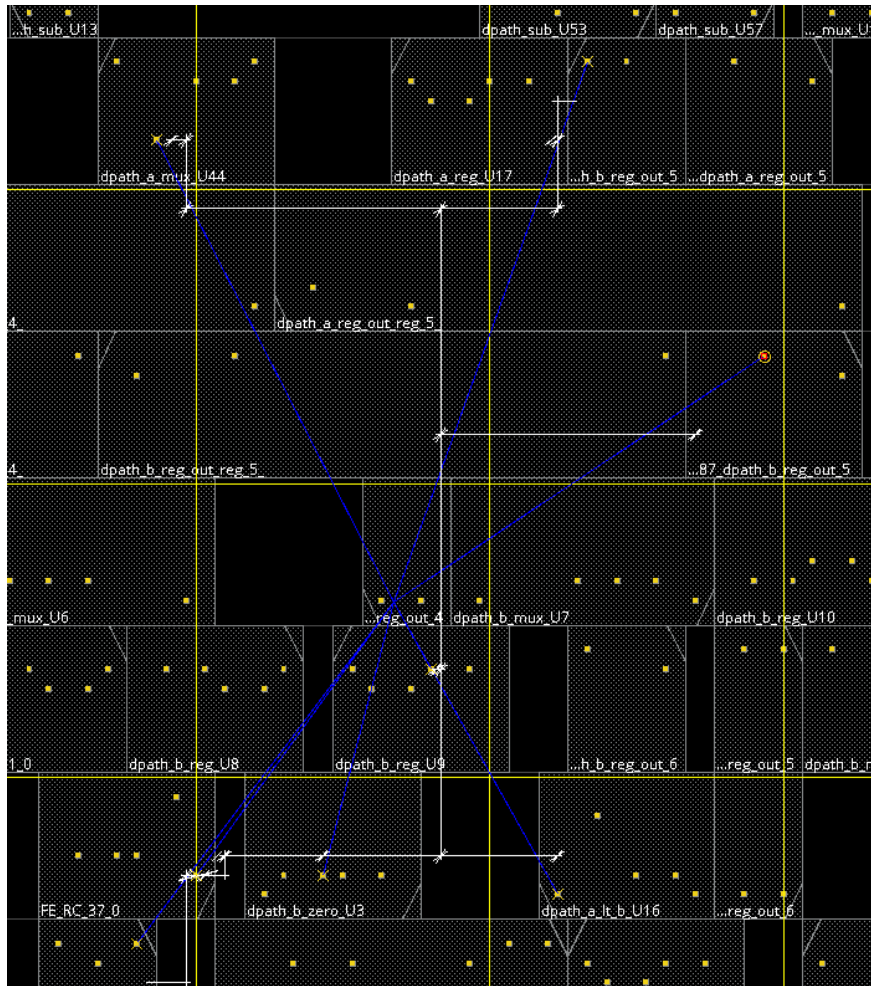 ...h_sub_U13
dpath_sub_U53
dpath_sub_U57
..._mux_U1
dpath_a_mux_U44
dpath_a_reg_U17
...h_b_reg_out_5
...dpath_a_reg_out_5
4_
dpath_a_reg_out_reg_5_
4_
dpath_b_reg_out_reg_5_
...87_dpath_b_reg_out_5
_mux_U6
...reg_out_4
dpath_b_mux_U7
dpath_b_reg_U10
1_0
dpath_b_reg_U8
dpath_b_reg_U9
...h_b_reg_out_6
...reg_out_5
dpath_b_r
FE_RC_37_0
dpath_b_zero_U3
dpath_a_lt_b_U16
...reg_out_6